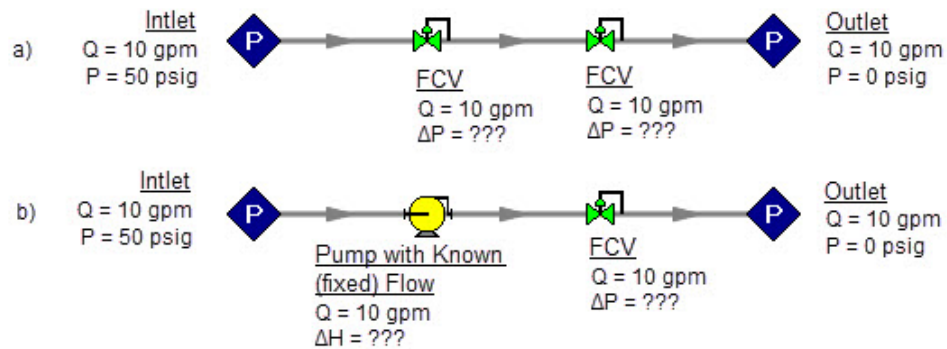 a)
Intlet
Q = 10 gpm
P = 50 psig
P
FCV
Q = 10 gpm
ΔP = ???
FCV
Q = 10 gpm
ΔP = ???
P
Outlet
Q = 10 gpm
P = 0 psig
b)
Intlet
Q = 10 gpm
P = 50 psig
P
Pump with Known
(fixed) Flow
Q = 10 gpm
ΔH = ???
FCV
Q = 10 gpm
ΔP = ???
P
Outlet
Q = 10 gpm
P = 0 psig